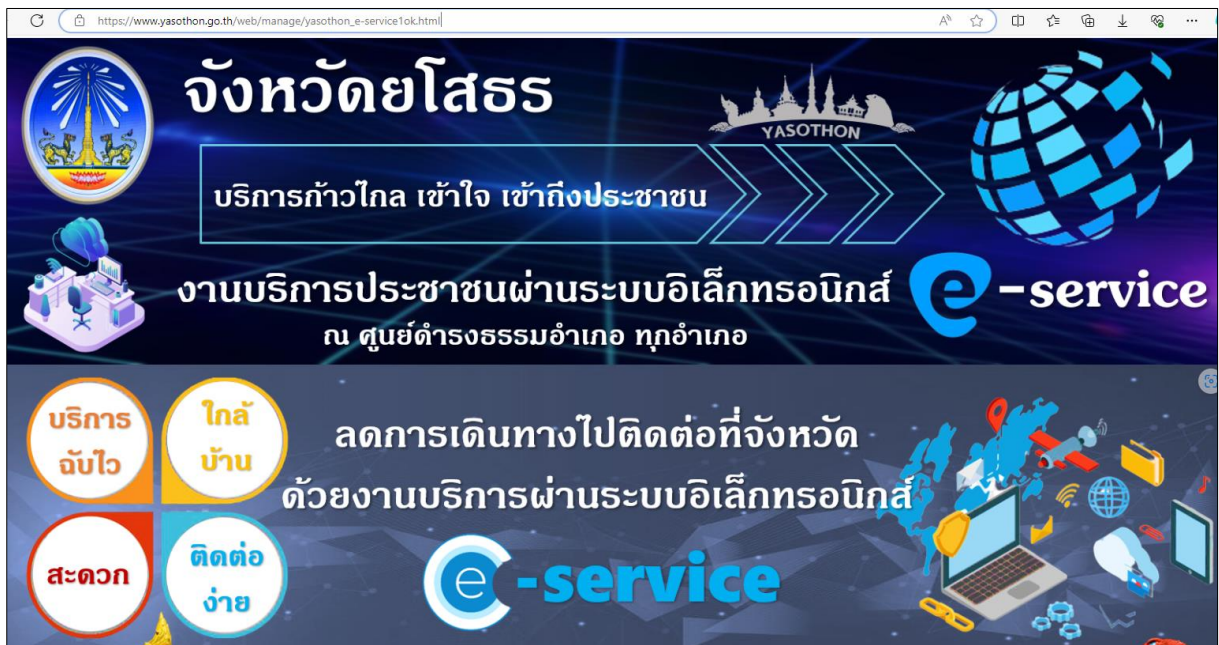 https://www.yasothon.go.th/web/manage/yasothon_e-service1ok.html
จังหวัดยโสธร
YASOTHON
บริการก้าวไกล เข้าใจ เข้าถึงประชาชน
งานบริการประชาชนผ่านระบบอิเล็กทรอนิกส์
e-service
ณ ศูนย์ดำรงธรรมอำเภอ ทุกอำเภอ
บริการ
ฉับไว
ใกล้
บ้าน
ลดการเดินทางไปติดต่อที่จังหวัด
ด้วยงานบริการผ่านระบบอิเล็กทรอนิกส์
สะดวก
ติดต่อ
ง่าย
e-service